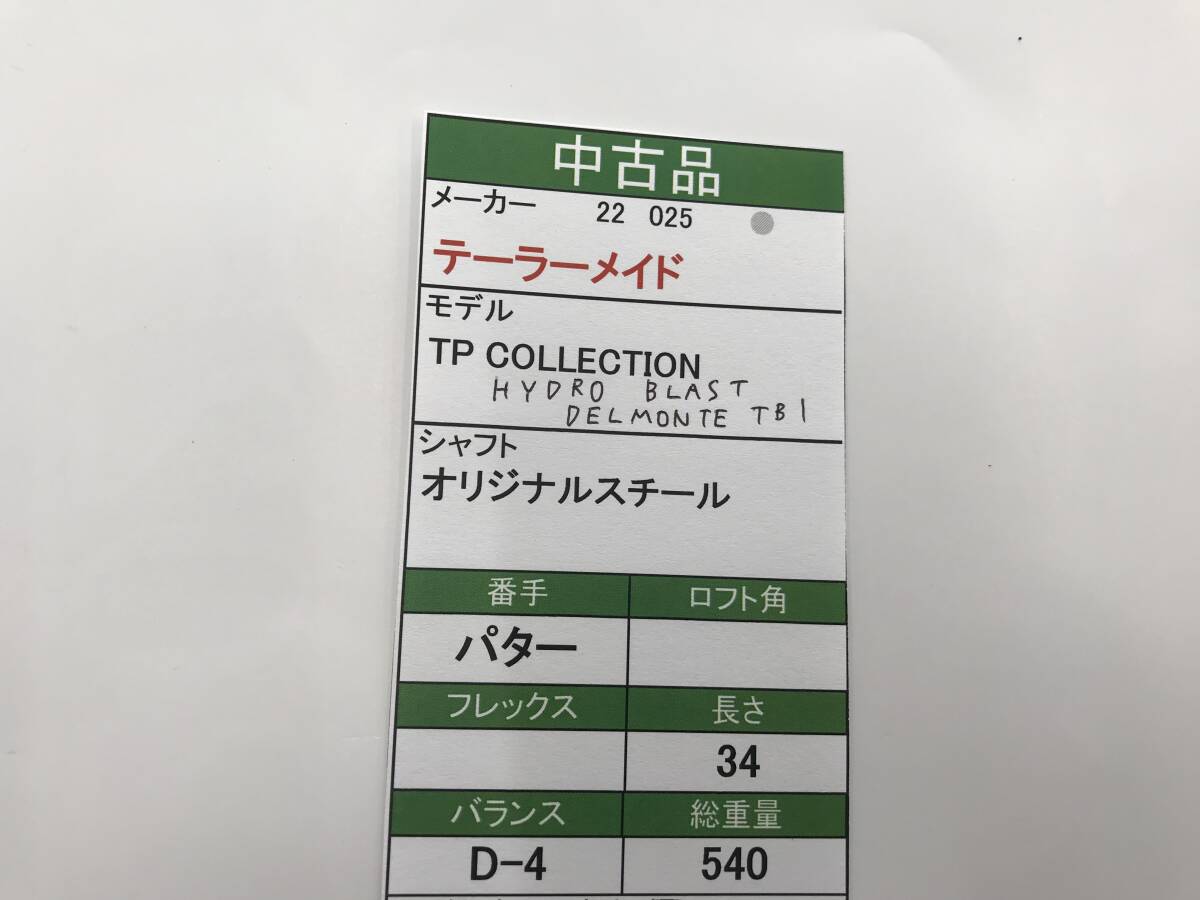 中古品
メーカー 22 025
テーラーメイド
モデル
TP COLLECTION
HYDRO BLAST
DELMONTE TB1
シャフト
オリジナルスチール
番手 ロフト角
パター
フレックス 長さ
34
バランス 総重量
D-4 540